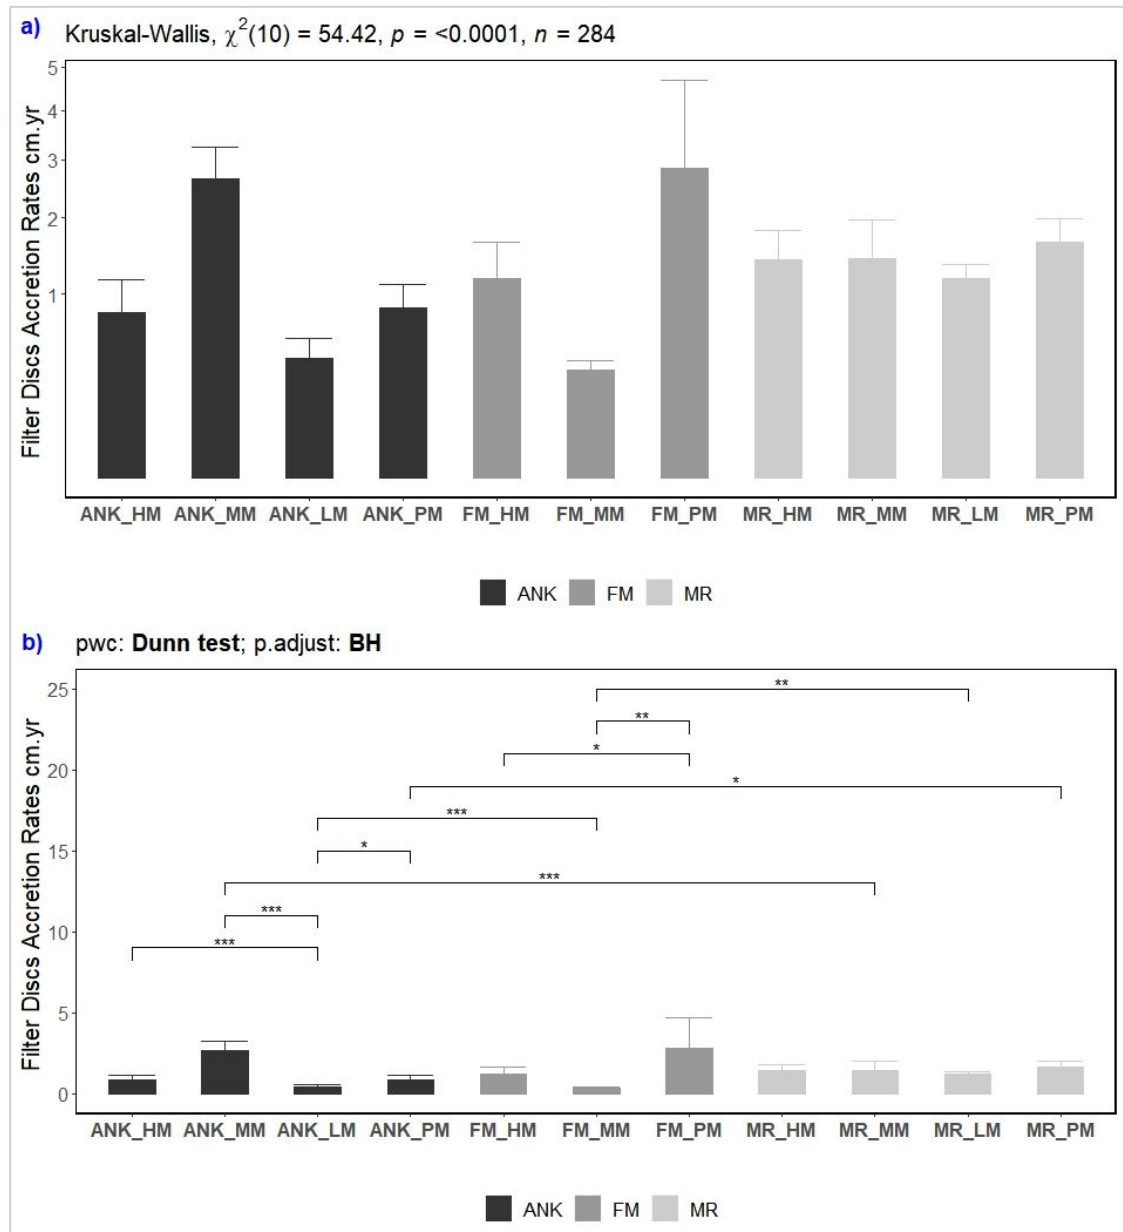 a) Kruskal-Wallis, χ²(10) = 54.42, p = <0.0001, n = 284
Filter Discs Accretion Rates cm.yr
5
4
3
2
1
ANK_HM ANK_MM ANK_LM ANK_PM FM_HM FM_MM FM_PM MR_HM MR_MM MR_LM MR_PM
ANK FM MR
b) pwc: Dunn test; p.adjust: BH
Filter Discs Accretion Rates cm.yr
25
20
15
10
5
0
**
**
*
*
***
*
***
***
***
ANK_HM ANK_MM ANK_LM ANK_PM FM_HM FM_MM FM_PM MR_HM MR_MM MR_LM MR_PM
ANK FM MR